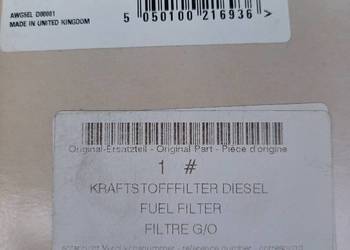 AWGSEL D00001
MADE IN UNITED KINGDOM
5 050100 216936 >
Original-Ersatzteil - Original Part - Pièce d'origine
1 #
KRAFTSTOFFFILTER DIESEL
FUEL FILTER
FILTRE G/O